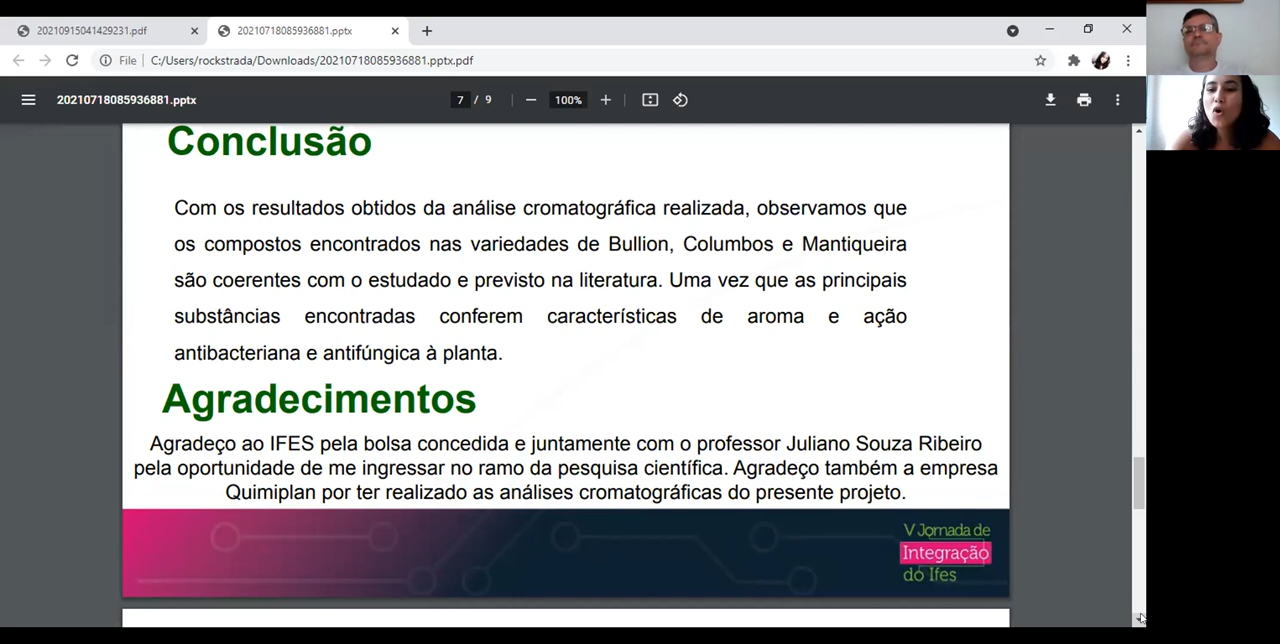 20210915041429231.pdf
20210718085936881.pptx
File
C:/Users/rockstrada/Downloads/20210718085936881.pptx.pdf
20210718085936881.pptx
7 / 9
100%
Conclusão
Com os resultados obtidos da análise cromatográfica realizada, observamos que
os compostos encontrados nas variedades de Bullion, Columbos e Mantiqueira
são coerentes com o estudado e previsto na literatura. Uma vez que as principais
substâncias encontradas conferem características de aroma e ação
antibacteriana e antifúngica à planta.
Agradecimentos
Agradeço ao IFES pela bolsa concedida e juntamente com o professor Juliano Souza Ribeiro
pela oportunidade de me ingressar no ramo da pesquisa científica. Agradeço também a empresa
Quimiplan por ter realizado as análises cromatográficas do presente projeto.
V Jornada de
Integração
do Ifes